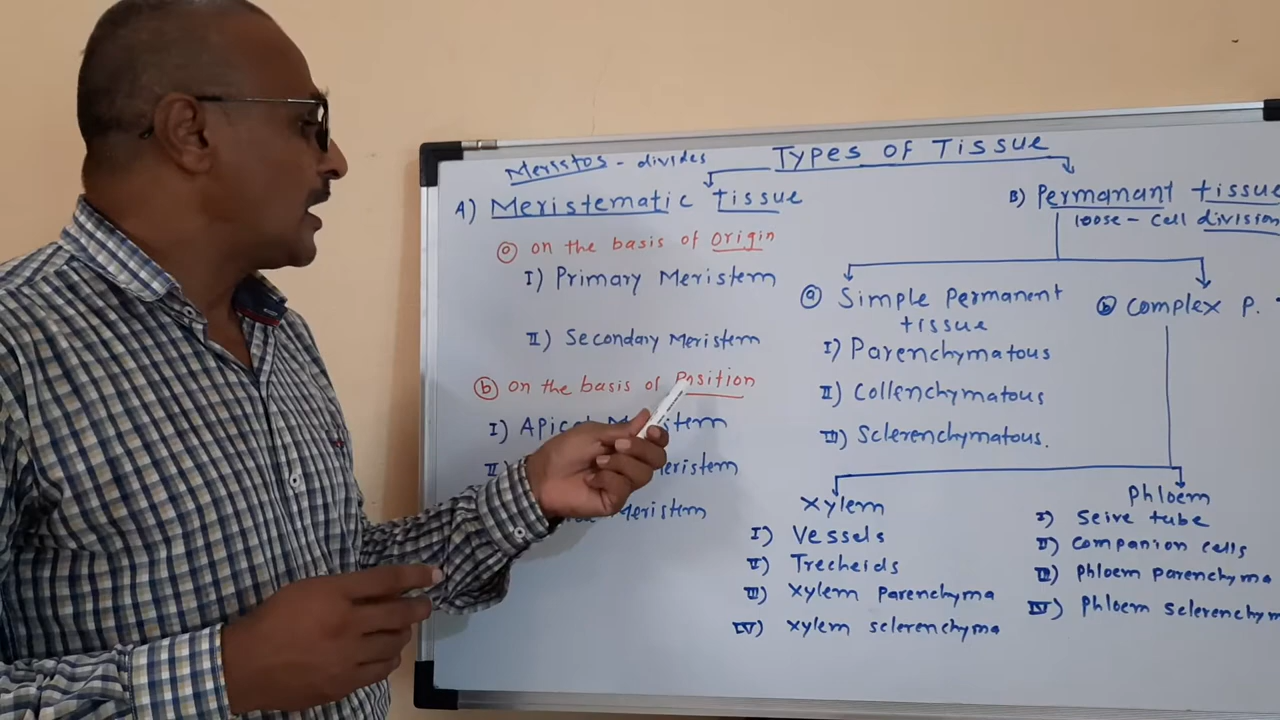 Types of Tissue
Meristos - divides
A) Meristematic tissue
a on the basis of origin
I) Primary Meristem
II) Secondary Meristem
b on the basis of Position
I) Apical Meristem
II) Meristem
Meristem
B) Permanant tissue
loose - cell division
a Simple Permanent
tissue
I) Parenchymatous
II) Collenchymatous
III) Sclerenchymatous.
b Complex P.
Xylem
I) Vessels
II) Trecheids
III) Xylem Parenchyma
IV) Xylem sclerenchyma
Phloem
I) Seive tube
II) Companion cells
III) Phloem parenchyma
IV) Phloem sclerenchym